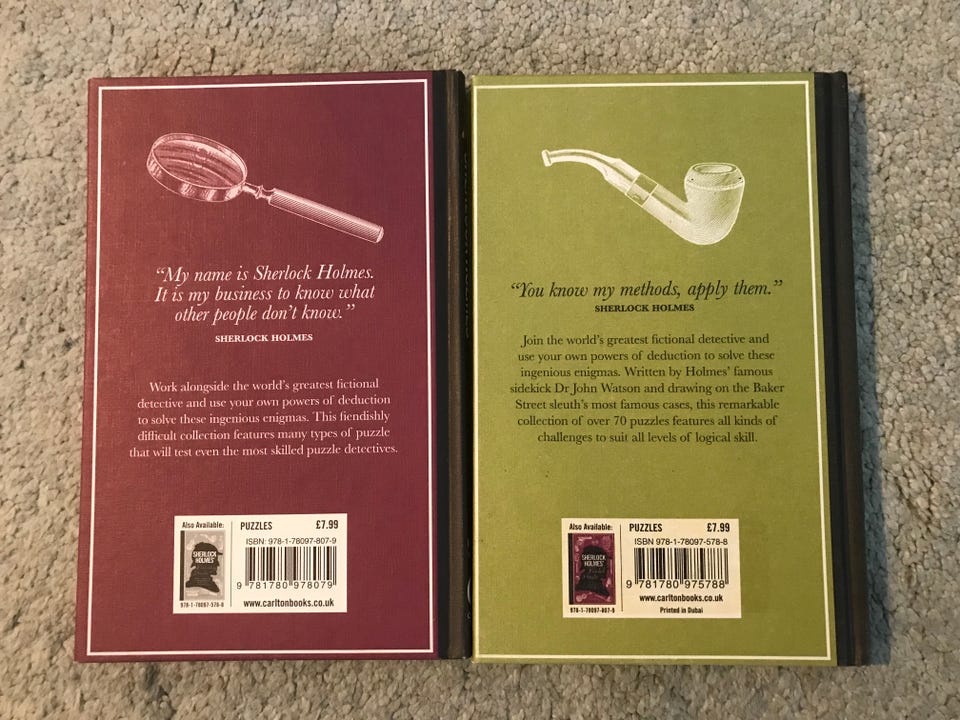 “My name is Sherlock Holmes.
It is my business to know what
other people don’t know.”
SHERLOCK HOLMES
Work alongside the world’s greatest fictional
detective and use your own powers of deduction
to solve these ingenious enigmas. This fiendishly
difficult collection features many types of puzzle
that will test even the most skilled puzzle detectives.
Also Available:
SHERLOCK
HOLMES’
978-1-78097-578-8
PUZZLES £7.99
ISBN: 978-1-78097-807-9
9 781780 978079
www.carltonbooks.co.uk
“You know my methods, apply them.”
SHERLOCK HOLMES
Join the world’s greatest fictional detective and
use your own powers of deduction to solve these
ingenious enigmas. Written by Holmes’ famous
sidekick Dr John Watson and drawing on the Baker
Street sleuth’s most famous cases, this remarkable
collection of over 70 puzzles features all kinds of
challenges to suit all levels of logical skill.
Also Available:
SHERLOCK
HOLMES’
978-1-78097-807-9
PUZZLES £7.99
ISBN 978-1-78097-578-8
9 781780 975788
www.carltonbooks.co.uk
Printed in Dubai